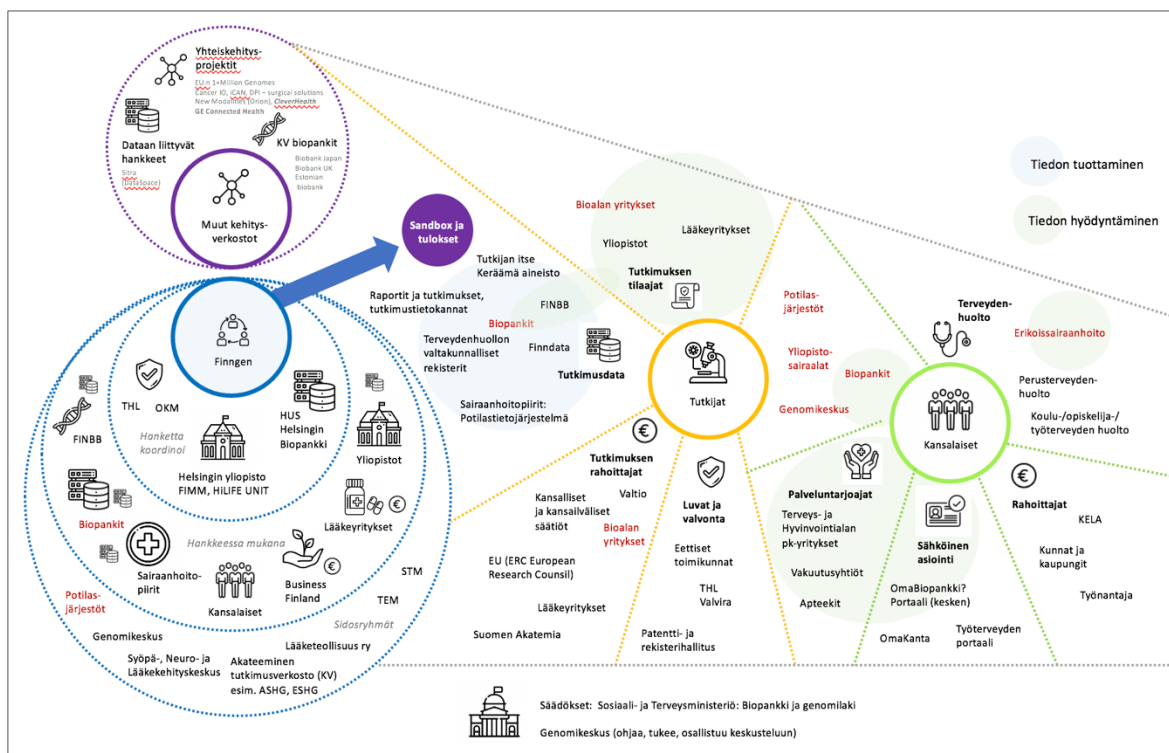 Yhteiskehitys-
projektit
EU:n 1+Million Genomes
Cancer IO, iCAN, DPI – surgical solutions
New Modalities (Orion), CleverHealth
GE Connected Health
Dataan liittyvät
hankkeet
Sitra
(DataSpace)
KV biopankit
Biobank Japan
Biobank UK
Estonian
biobank
Muut kehitys-
verkostot
Finngen
THL
OKM
Hanketta
koordinoi
HUS
Helsingin
Biopankki
Helsingin yliopisto
FIMM, HiLIFE UNIT
FINBB
Yliopistot
Biopankit
Lääkeyritykset
Hankkeessa mukana
Sairaanhoito-
piirit
Kansalaiset
Business
Finland
STM
TEM
Sidosryhmät
Potilas-
järjestöt
Genomikeskus
Syöpä-, Neuro- ja
Lääkekehityskeskus
Lääketeollisuus ry
Akateeminen
tutkimusverkosto (KV)
esim. ASHG, ESHG
Sandbox ja
tulokset
Tutkijan itse
Keräämä aineisto
Raportit ja tutkimukset,
tutkimustietokannat
FINBB
Biopankit
Terveydenhuollon
valtakunnalliset
rekisterit
Finndata
Tutkimusdata
Sairaanhoitopiirit:
Potilastietojärjestelmä
Bioalan yritykset
Lääkeyritykset
Yliopistot
Tutkimuksen
tilaajat
Tutkijat
€
Tutkimuksen
rahoittajat
Kansalliset
ja kansailväliset
säätiöt
Valtio
Bioalan
yritykset
EU (ERC European
Research Counsil)
Lääkeyritykset
Suomen Akatemia
Luvat ja
valvonta
Eettiset
toimikunnat
THL
Valvira
Patentti- ja
rekisterihallitus
Potilas-
järjestöt
Yliopisto-
sairaalat
Biopankit
Genomikeskus
Terveyden-
huolto
Erikoissairaanhoito
Perusterveyden-
huolto
Koulu-/opiskelija-/
työterveyden huolto
Kansalaiset
Palveluntarjoajat
Terveys- ja
Hyvinvointialan
pk-yritykset
Vakuutusyhtiöt
Apteekit
Sähköinen
asiointi
OmaBiopankki?
Portaali (kesken)
OmaKanta
Työterveyden
portaali
€
Rahoittajat
KELA
Kunnat ja
kaupungit
Työnantaja
Tiedon tuottaminen
Tiedon hyödyntäminen
Säädökset: Sosiaali- ja Terveysministeriö: Biopankki ja genomilaki
Genomikeskus (ohjaa, tukee, osallistuu keskusteluun)